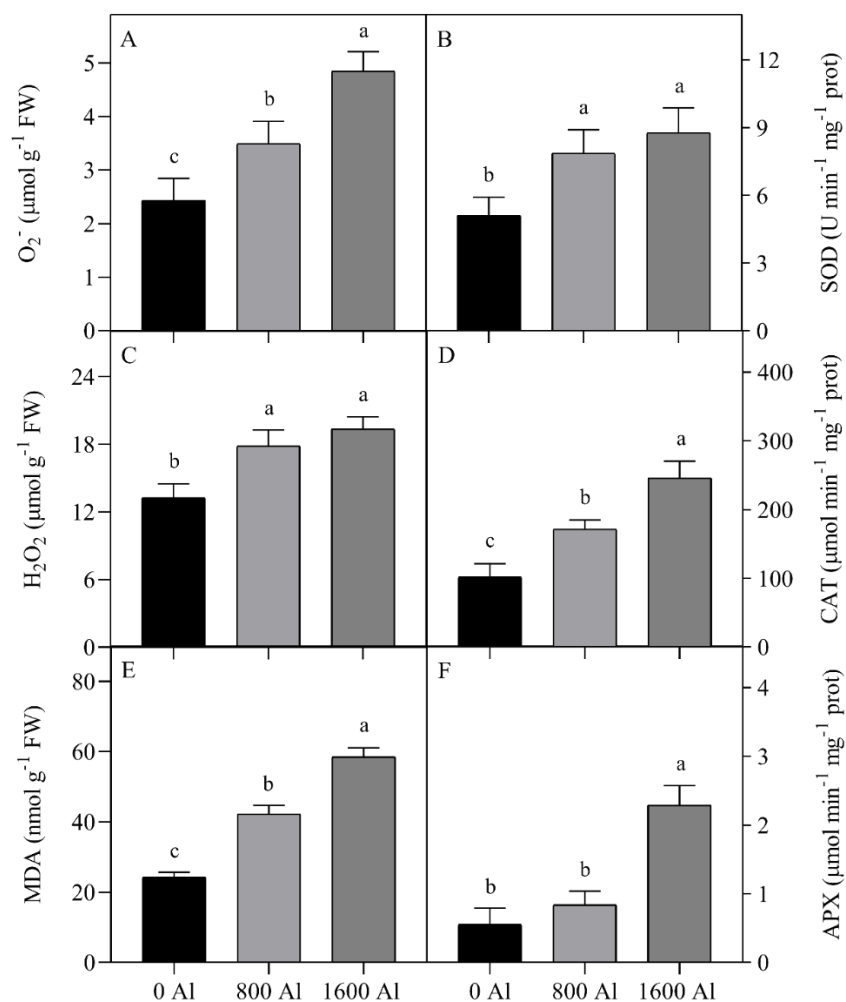 A
O₂⁻ (μmol g⁻¹ FW)
5
4
3
2
1
0
c
b
a
B
b
a
a
12
9
6
3
0
SOD (U min⁻¹ mg⁻¹ prot)
C
H₂O₂ (μmol g⁻¹ FW)
24
18
12
6
0
b
a
a
D
c
b
a
400
300
200
100
0
CAT (μmol min⁻¹ mg⁻¹ prot)
E
MDA (nmol g⁻¹ FW)
80
60
40
20
0
c
b
a
0 Al
800 Al
1600 Al
F
b
b
a
4
3
2
1
0
APX (μmol min⁻¹ mg⁻¹ prot)
0 Al
800 Al
1600 Al